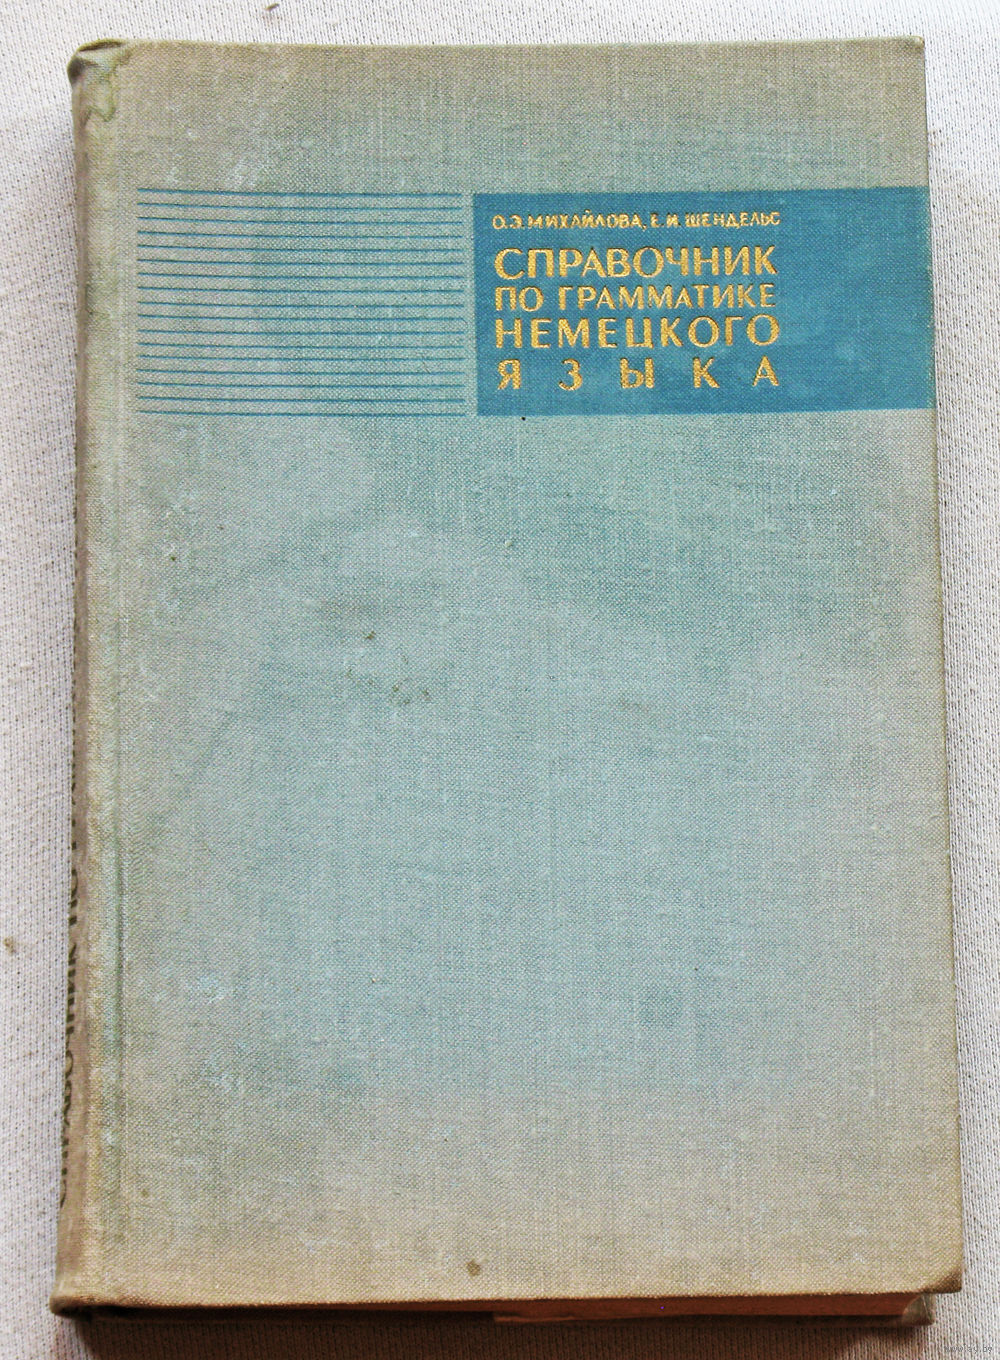 О.Э.МИХАЙЛОВА, Е.И.ШЕНДЕЛЬС
СПРАВОЧНИК
ПО ГРАММАТИКЕ
НЕМЕЦКОГО
ЯЗЫКА